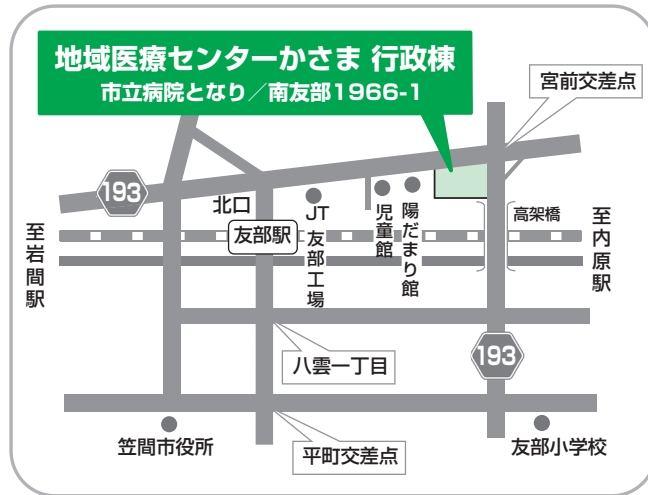 地域医療センターかさま 行政棟
市立病院となり／南友部1966-1
宮前交差点
193
北口
友部駅
JT友部工場
児童館
陽だまり館
高架橋
至岩間駅
至内原駅
八雲一丁目
193
笠間市役所
平町交差点
友部小学校